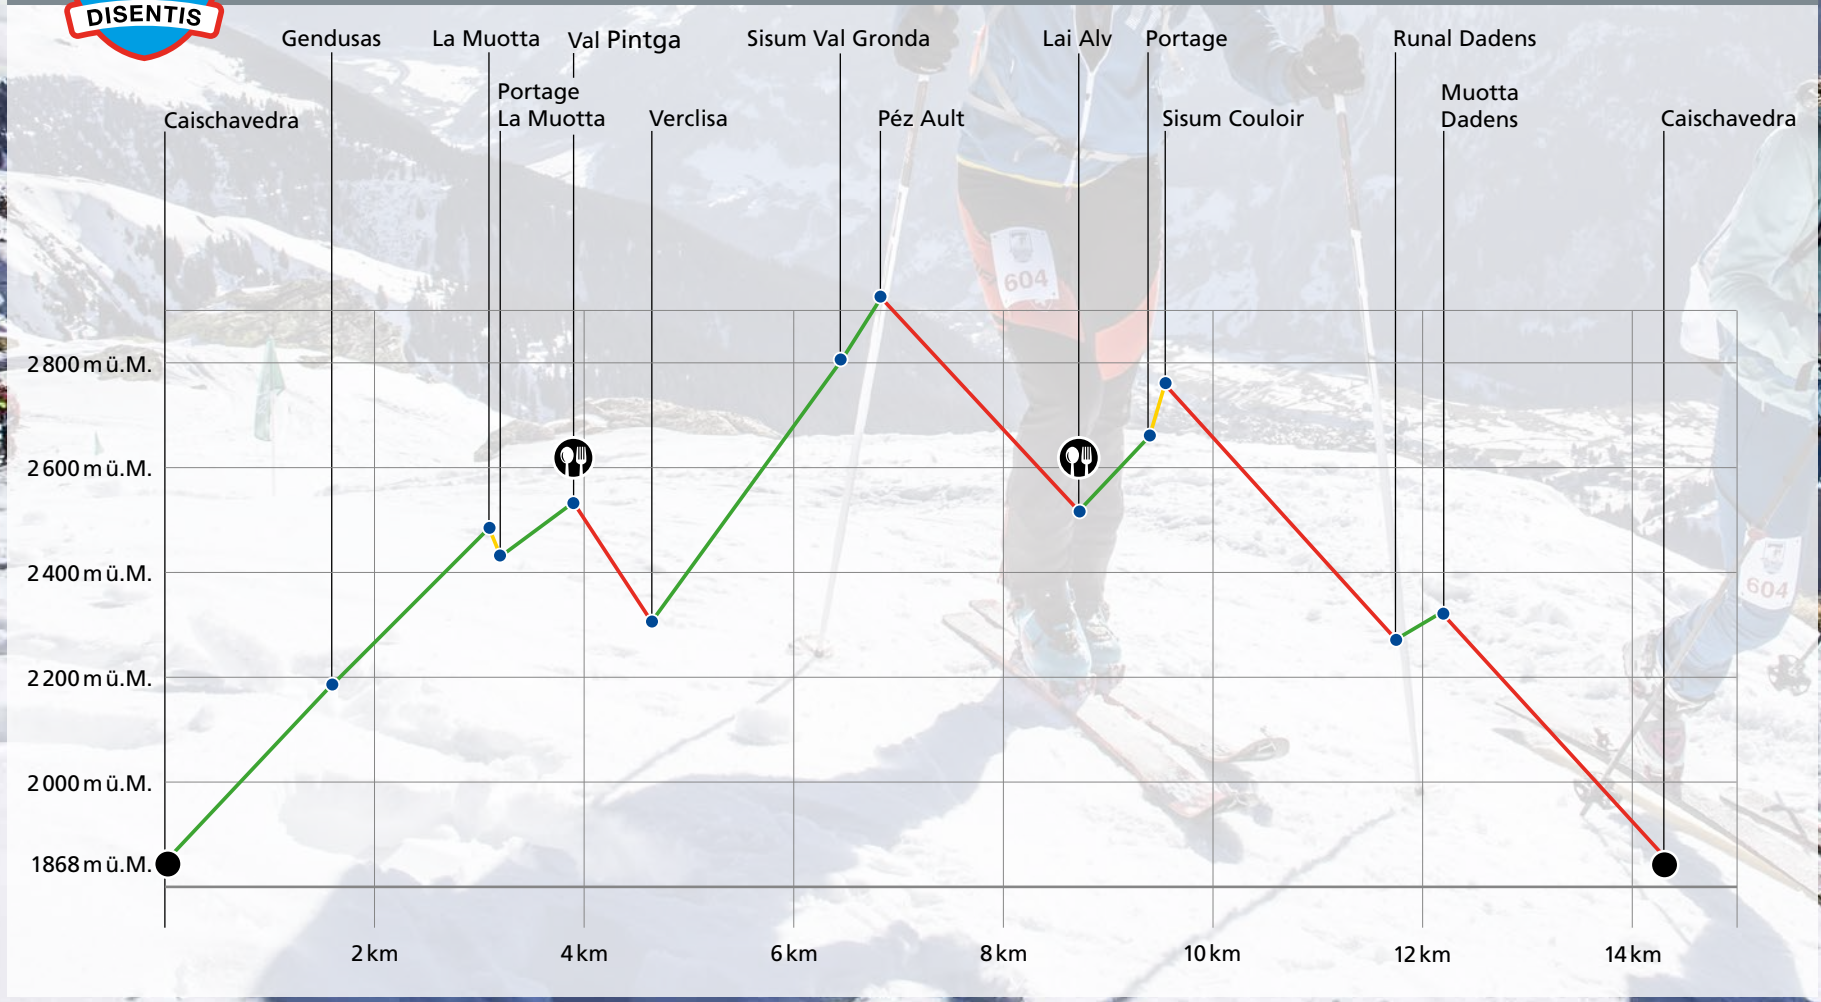 DISENTIS
Gendusas
La Muotta
Val Pintga
Sisum Val Gronda
Lai Alv
Portage
Runal Dadens
Caischavedra
Portage
La Muotta
Verclisa
Péz Ault
Sisum Couloir
Muotta
Dadens
Caischavedra
604
2800 m ü.M.
2600 m ü.M.
2400 m ü.M.
604
2200 m ü.M.
2000 m ü.M.
1868 m ü.M.
2 km
4 km
6 km
8 km
10 km
12 km
14 km